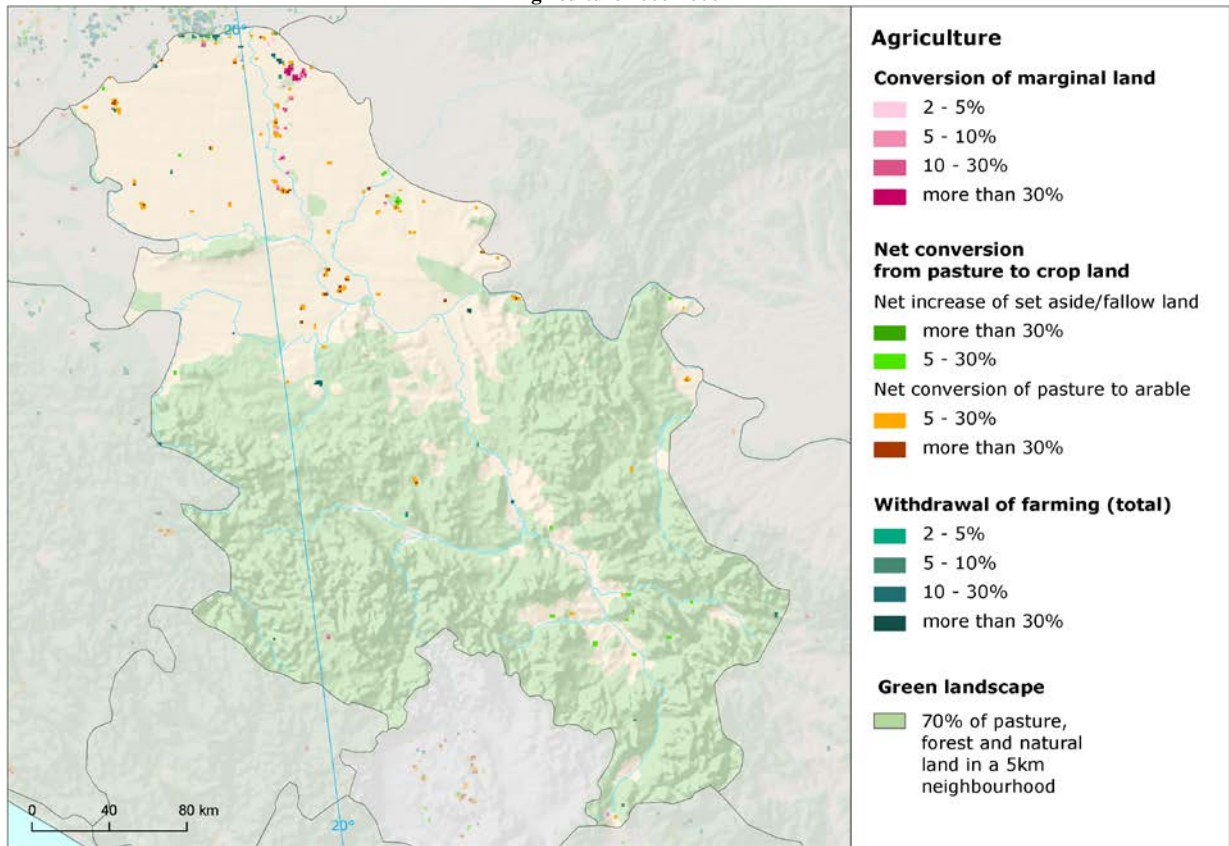 20°
20°
0 40 80 km
Agriculture
Conversion of marginal land
2 - 5%
5 - 10%
10 - 30%
more than 30%
Net conversion
from pasture to crop land
Net increase of set aside/fallow land
more than 30%
5 - 30%
Net conversion of pasture to arable
5 - 30%
more than 30%
Withdrawal of farming (total)
2 - 5%
5 - 10%
10 - 30%
more than 30%
Green landscape
70% of pasture,
forest and natural
land in a 5km
neighbourhood